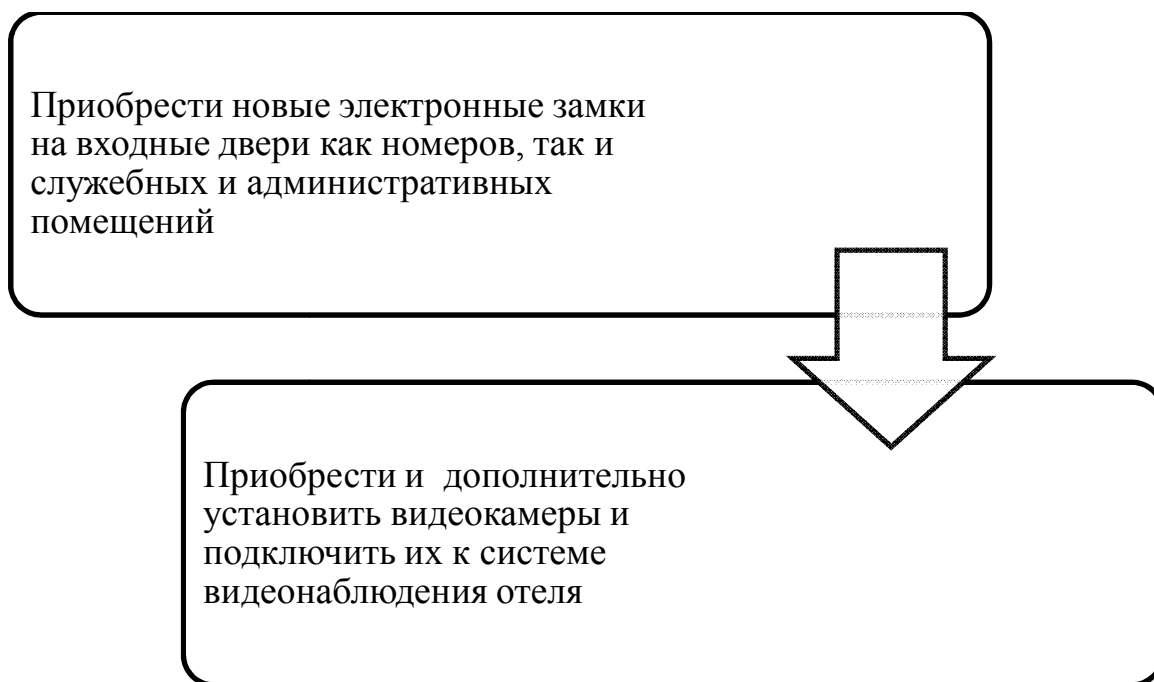 Приобрести новые электронные замки
на входные двери как номеров, так и
служебных и административных
помещений
Приобрести и  дополнительно
установить видеокамеры и
подключить их к системе
видеонаблюдения отеля